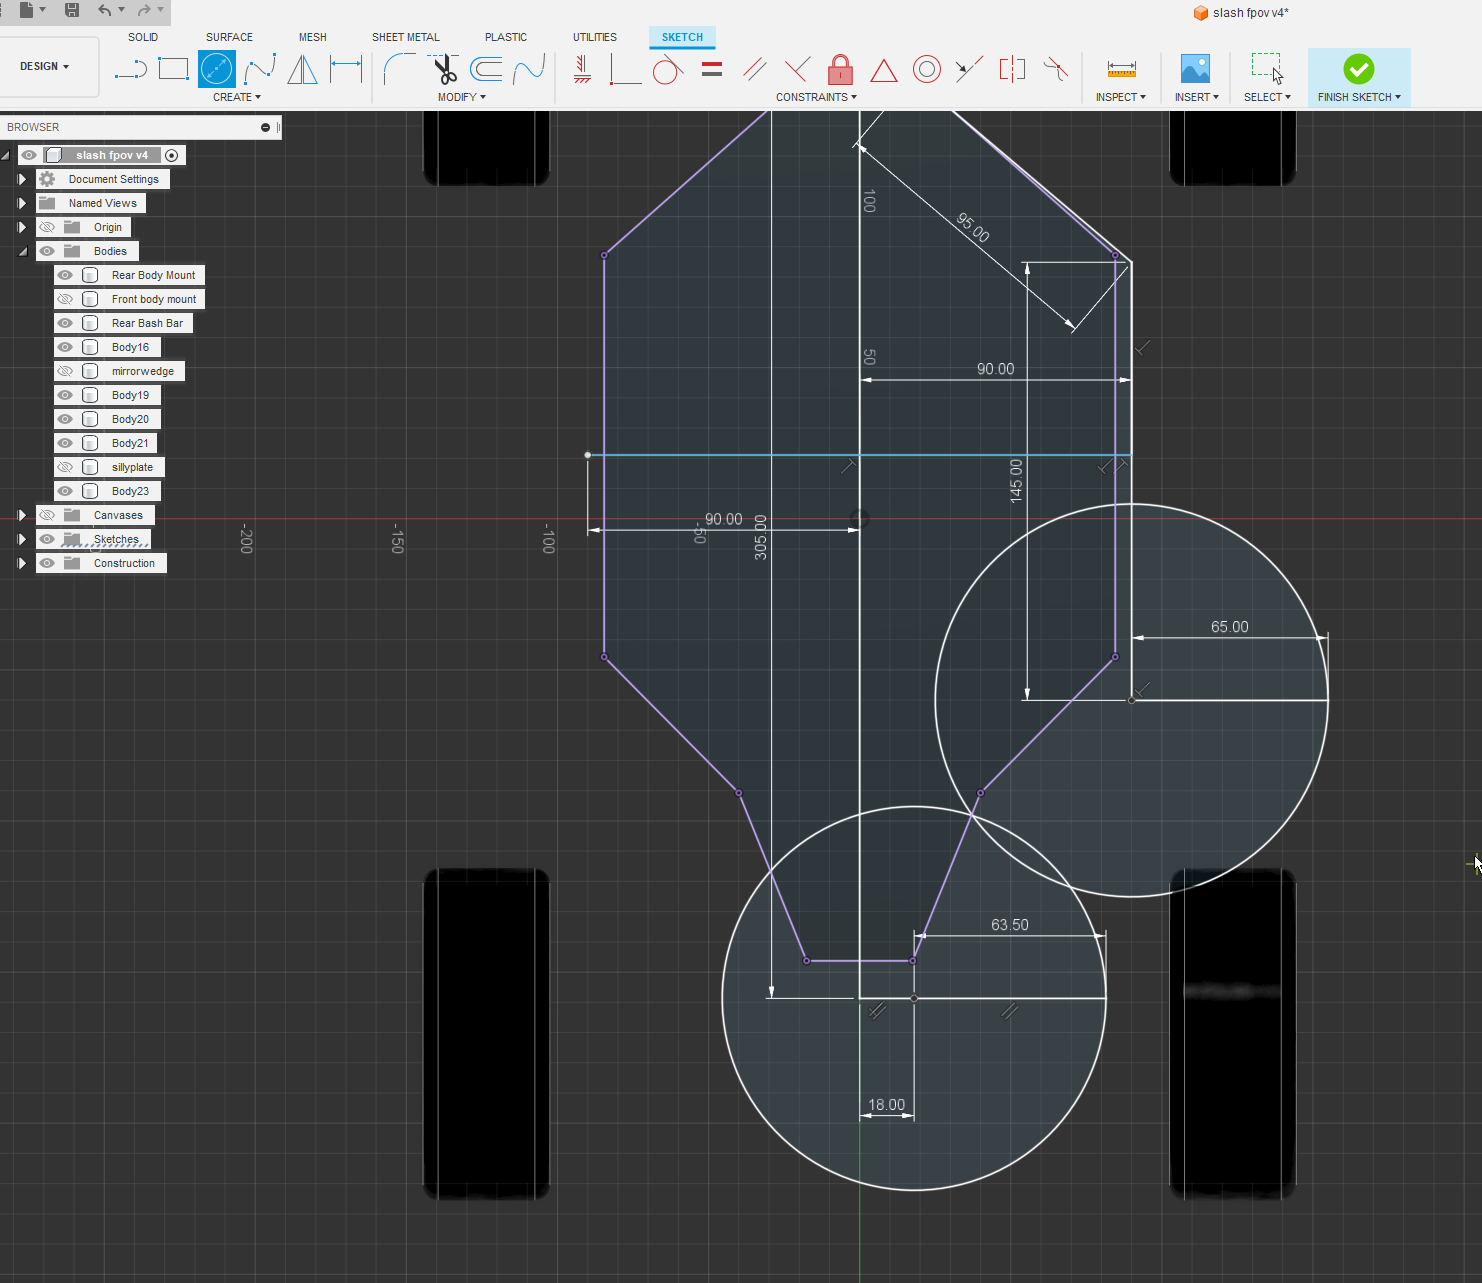 slash fpov v4*
SOLID SURFACE MESH SHEET METAL PLASTIC UTILITIES SKETCH
DESIGN
CREATE MODIFY CONSTRAINTS INSPECT INSERT SELECT FINISH SKETCH
BROWSER
slash fpov v4
Document Settings
Named Views
Origin
Bodies
Rear Body Mount
Front body mount
Rear Bash Bar
Body16
mirrorwedge
Body19
Body20
Body21
sillyplate
Body23
Canvases
Sketches
Construction
100
95.00
50
90.00
145.00
90.00
305.00
-200
-150
-100
-50
65.00
63.50
18.00